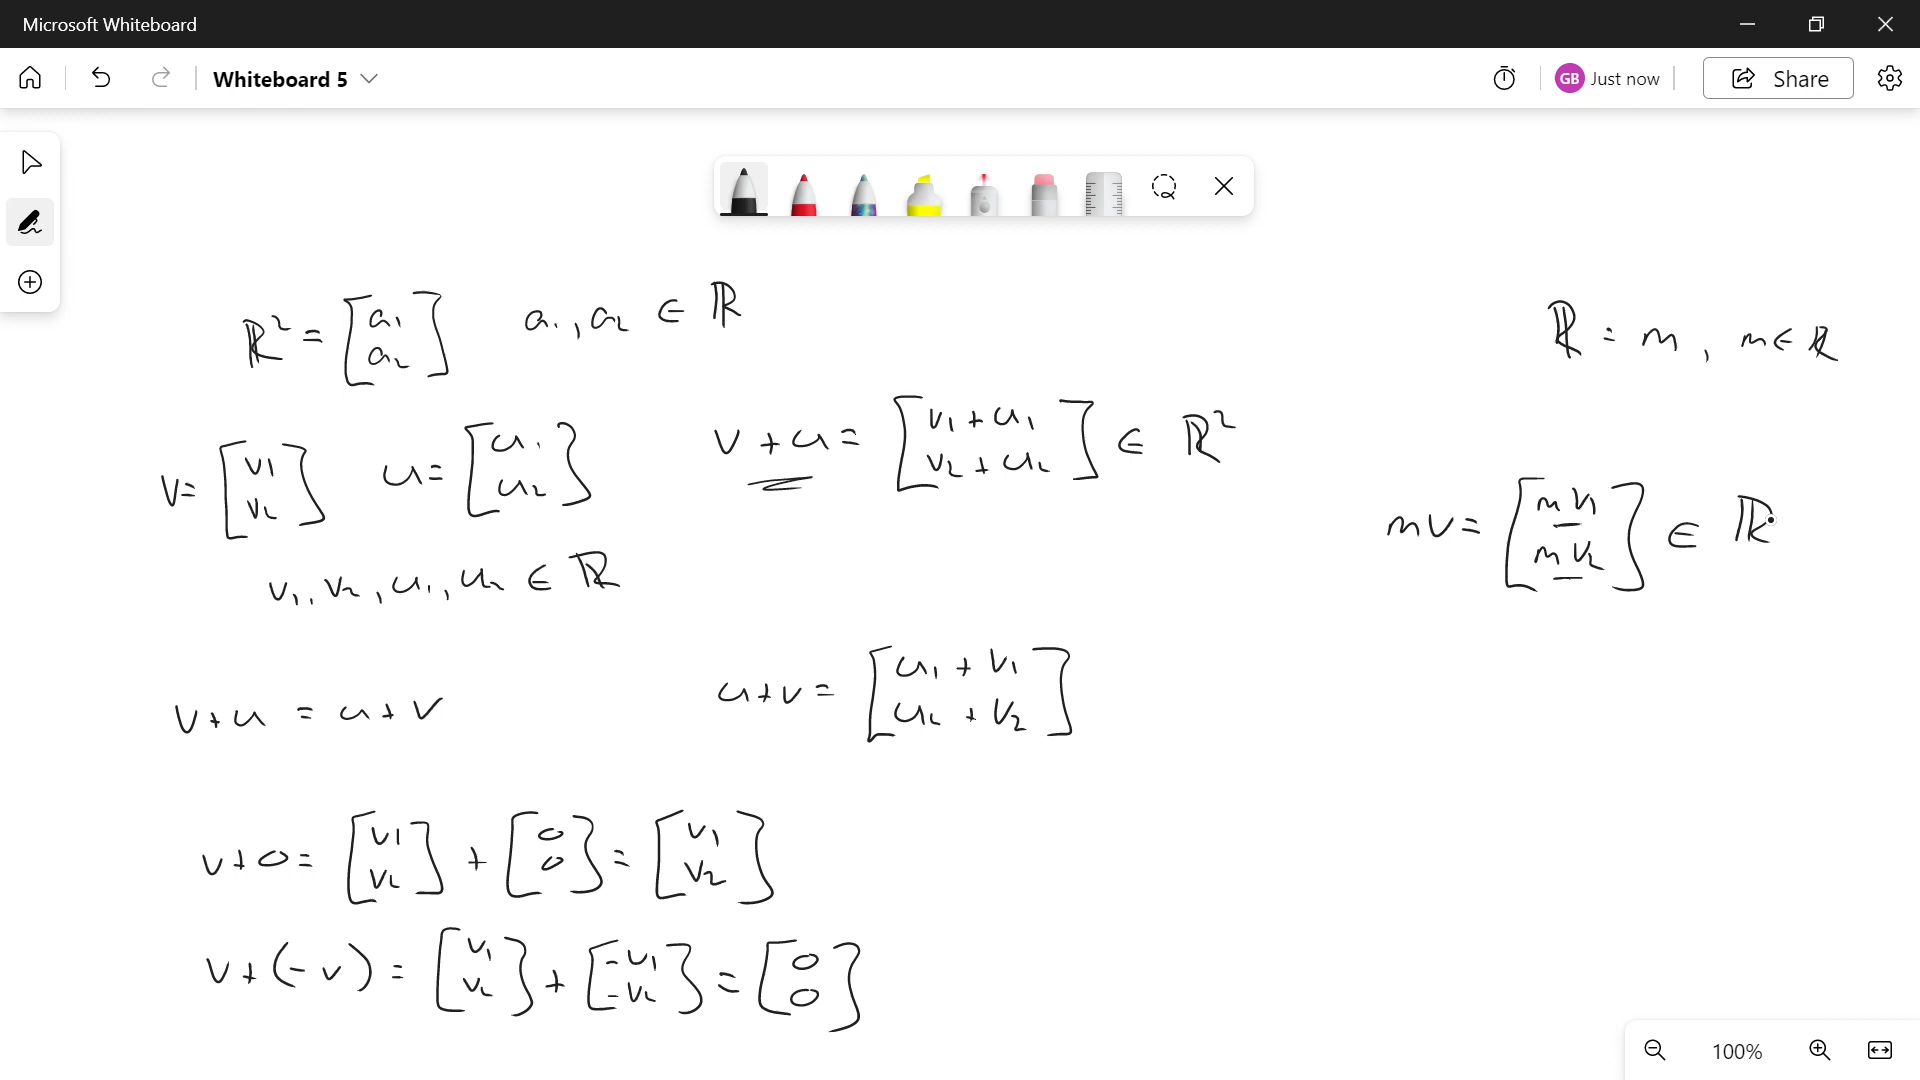 Microsoft Whiteboard
Whiteboard 5
GB Just now
Share
ℝ² = [a₁ a₂] a₁, a₂ ∈ ℝ
ℝ = m, m ∈ ℝ
v = [v₁ v₂] u = [u₁ u₂] v + u = [v₁ + u₁ v₂ + u₂] ∈ ℝ²
mv = [mv₁ mv₂] ∈ ℝ
v₁, v₂, u₁, u₂ ∈ ℝ
v + u = u + v
u + v = [u₁ + v₁ u₂ + v₂]
v + 0 = [v₁ v₂] + [0 0] = [v₁ v₂]
v + (-v) = [v₁ v₂] + [-v₁ -v₂] = [0 0]
100%